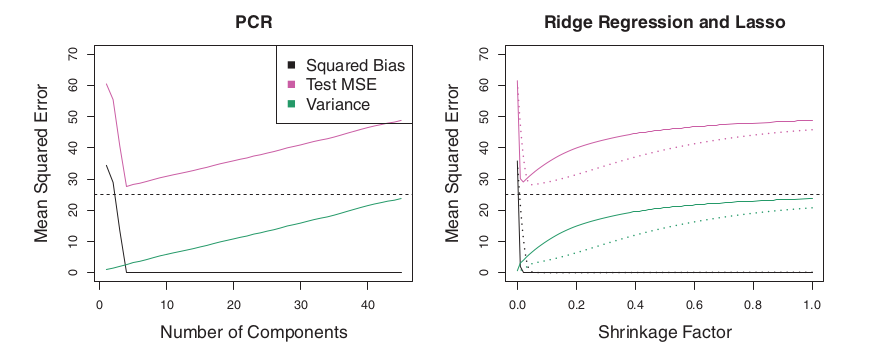 PCR
Mean Squared Error
70
60
50
40
30
20
10
0
Squared Bias
Test MSE
Variance
0 10 20 30 40
Number of Components
Ridge Regression and Lasso
Mean Squared Error
70
60
50
40
30
20
10
0
0.0 0.2 0.4 0.6 0.8 1.0
Shrinkage Factor